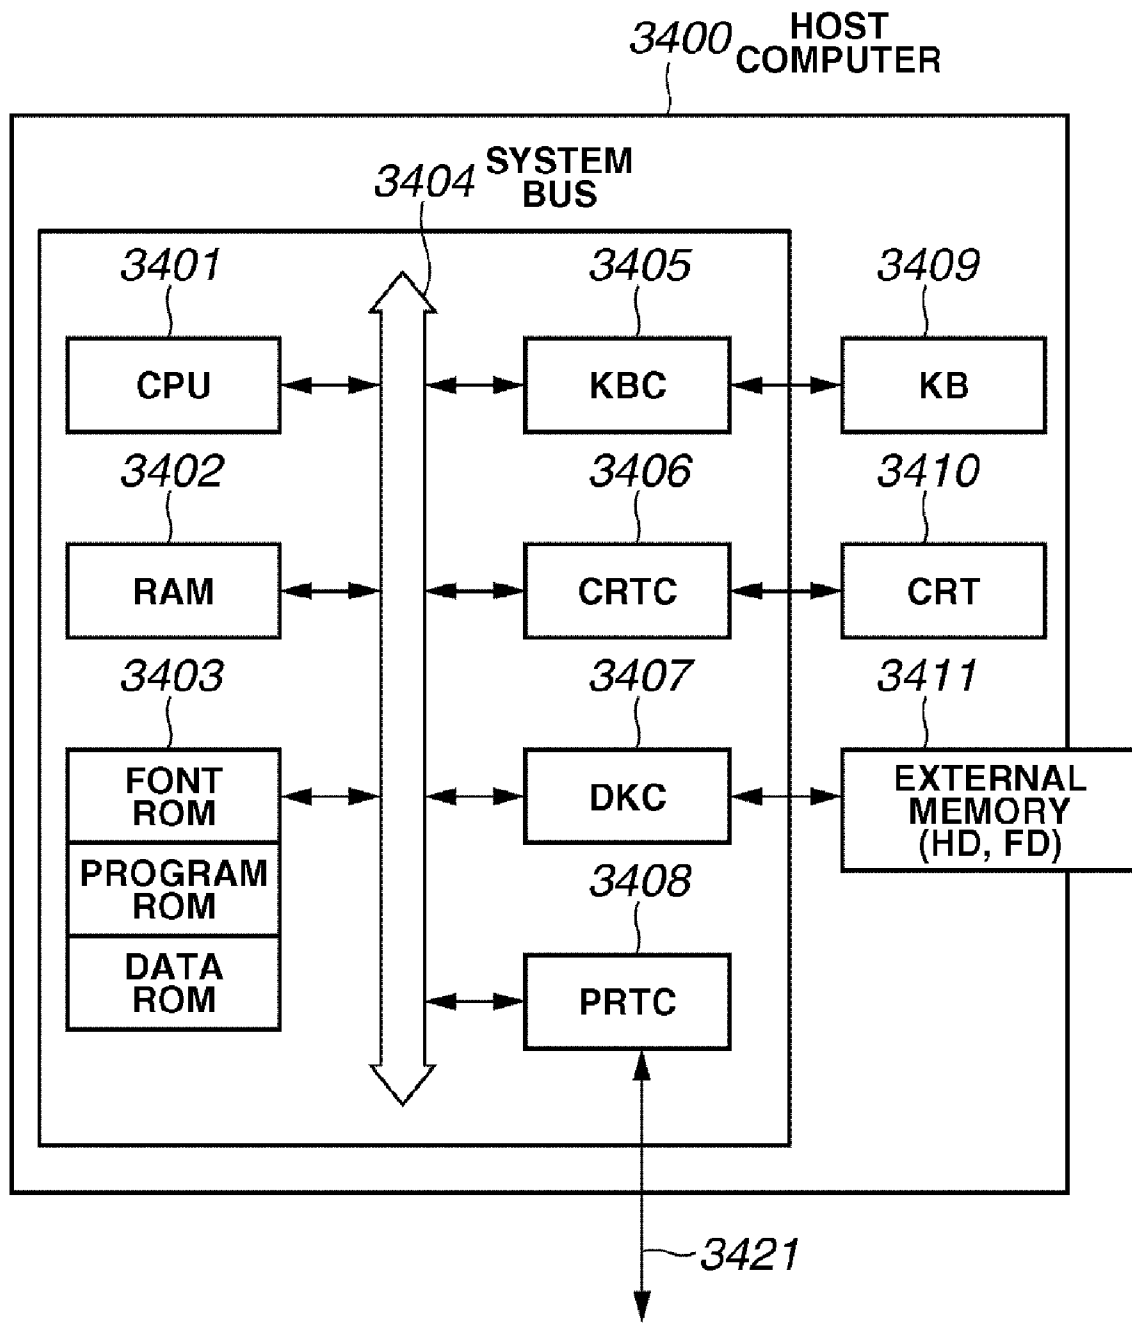 3400 HOST
COMPUTER
3404 SYSTEM
BUS
3401
3405
3409
CPU
KBC
KB
3402
3406
3410
RAM
CRTC
CRT
3403
3407
3411
FONT
ROM
DKC
EXTERNAL
MEMORY
(HD, FD)
PROGRAM
ROM
3408
DATA
ROM
PRTC
3421